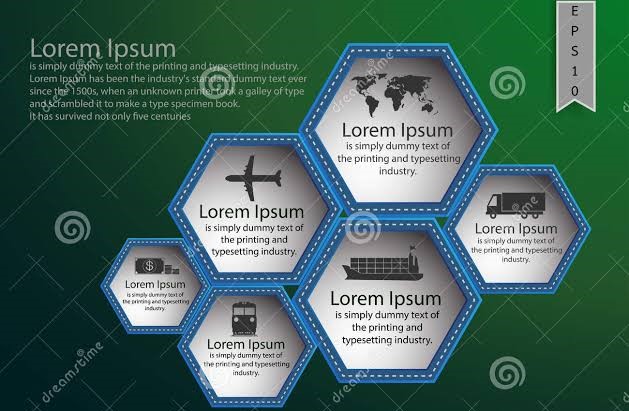 Lorem Ipsum
is simply dummy text of the printing and typesetting industry.
Lorem Ipsum has been the industry's standard dummy text ever
since the 1500s, when an unknown printer took a galley of type
and scrambled it to make a type specimen book.
It has survived not only five centuries
E
P
S
1
0
Lorem Ipsum
is simply dummy text of
the printing and typesetting
industry.
Lorem Ipsum
is simply dummy text of
the printing and
typesetting industry.
Lorem Ipsum
is simply dummy text of
the printing and typesetting
industry.
Lorem Ipsum
is simply dummy text of
the printing and typesetting
industry.
Lorem Ipsum
is simply dummy text of
the printing and
typesetting industry.
Lorem Ipsum
is simply dummy text of
the printing and typesetting
industry.
dreamstime
dreamstime
dreamstime
dreamstime